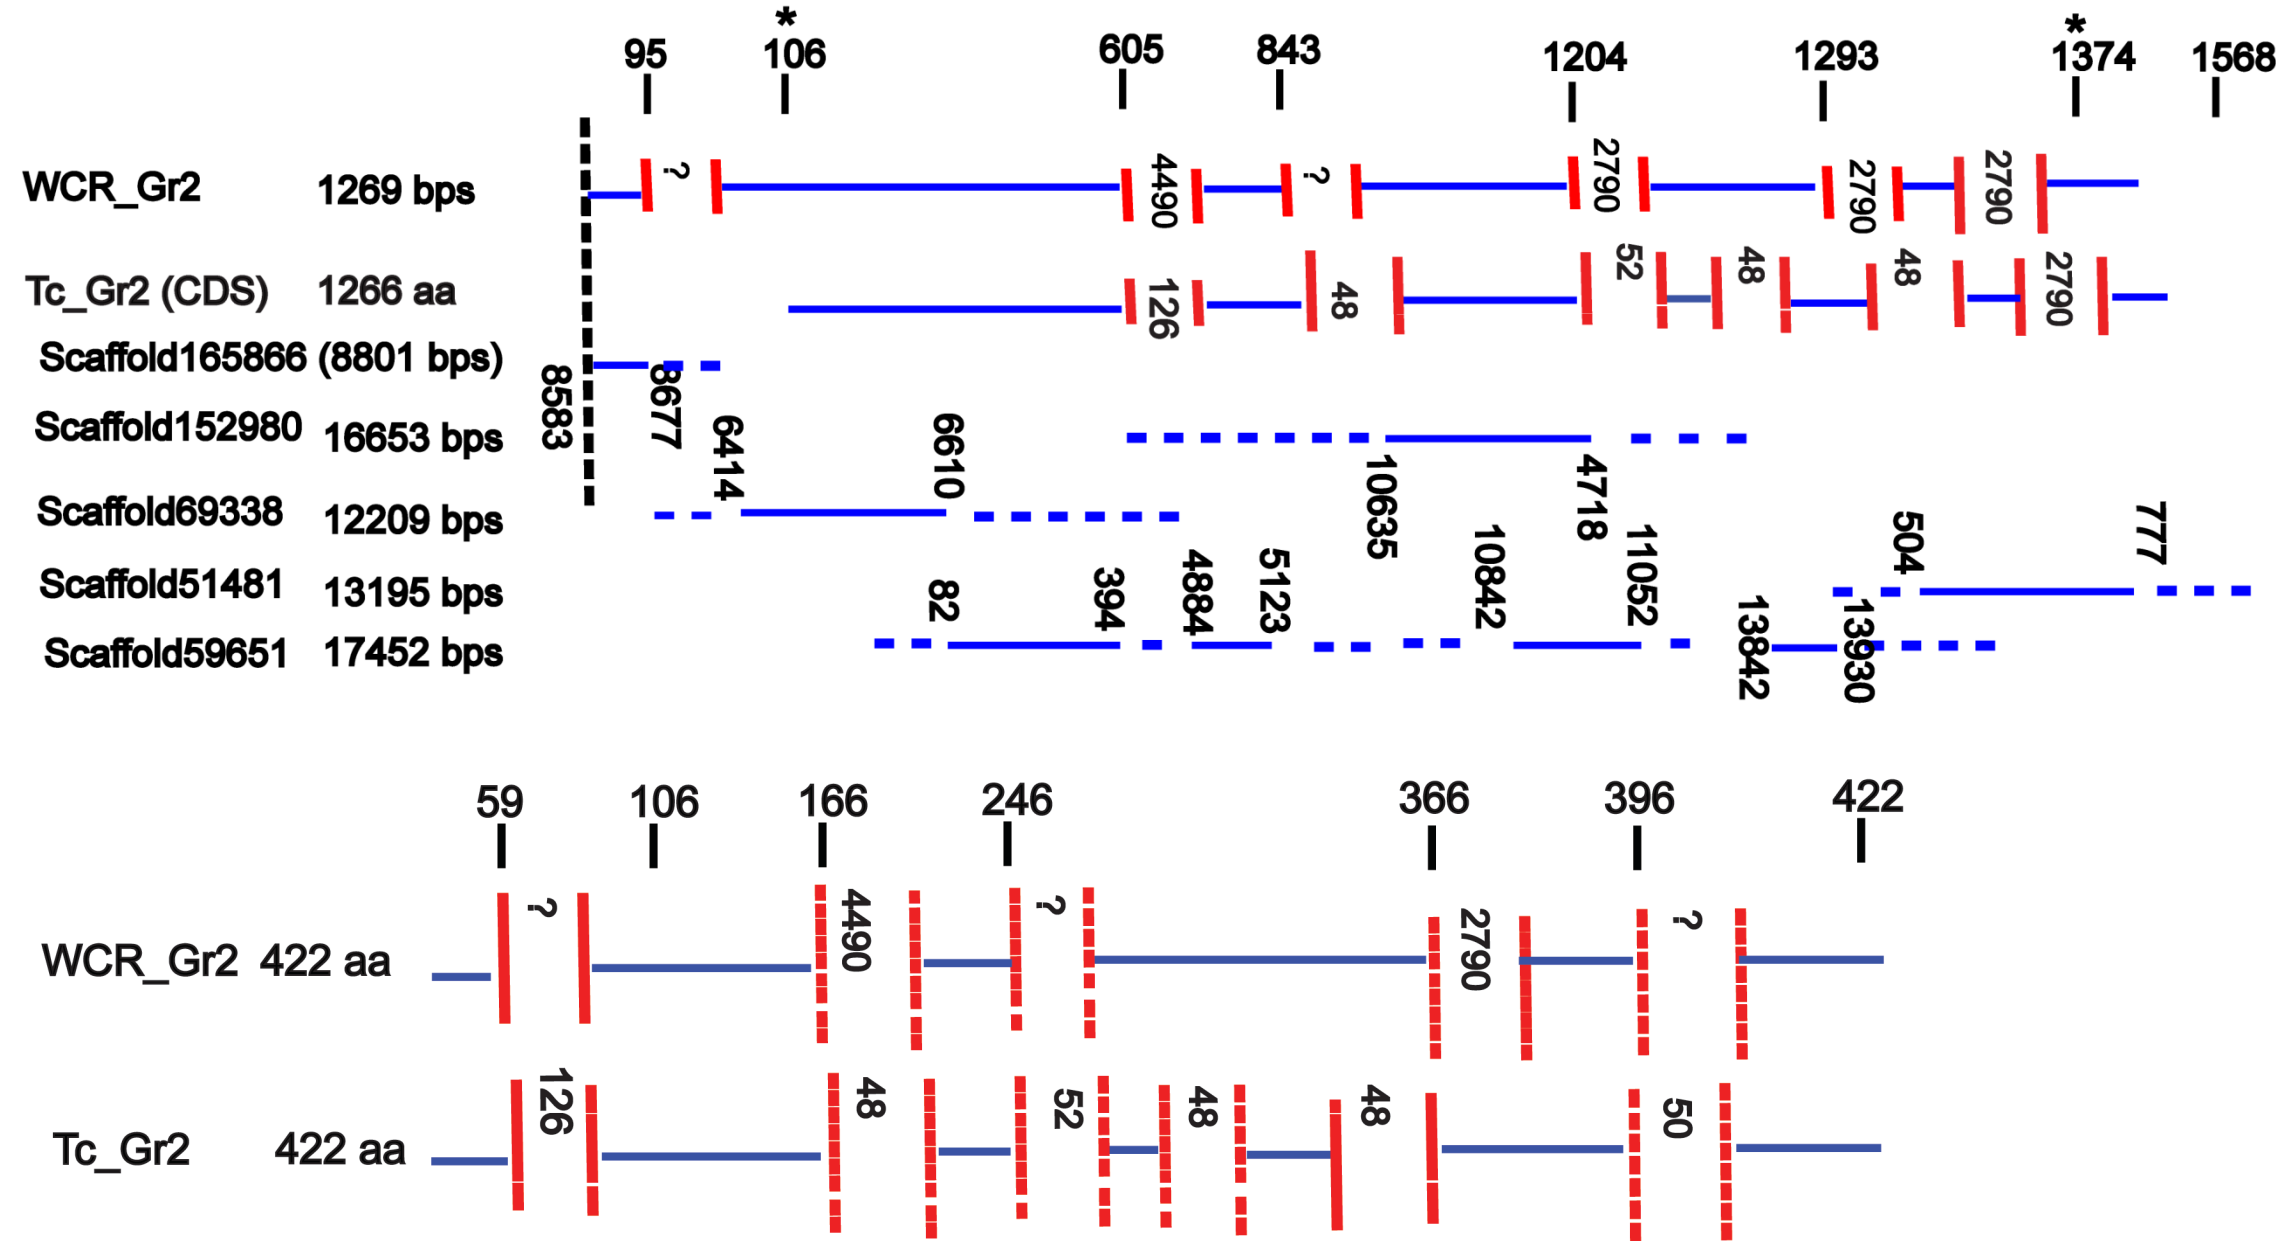 * *
95 106 605 843 1204 1293 1374 1568
WCR_Gr2 1269 bps ? 4490 ? 2790 2790 2790
Tc_Gr2 (CDS) 1266 aa 126 48 52 48 48 2790
Scaffold165866 (8801 bps) 8583 8677
Scaffold152980 16653 bps 10635 4718
Scaffold69338 12209 bps 6414 6610
Scaffold51481 13195 bps 504 777
Scaffold59651 17452 bps 82 394 4884 5123 10842 11052 13842 13930
59 106 166 246 366 396 422
WCR_Gr2 422 aa ? 4490 ? 2790 ?
Tc_Gr2 422 aa 126 48 52 48 48 50